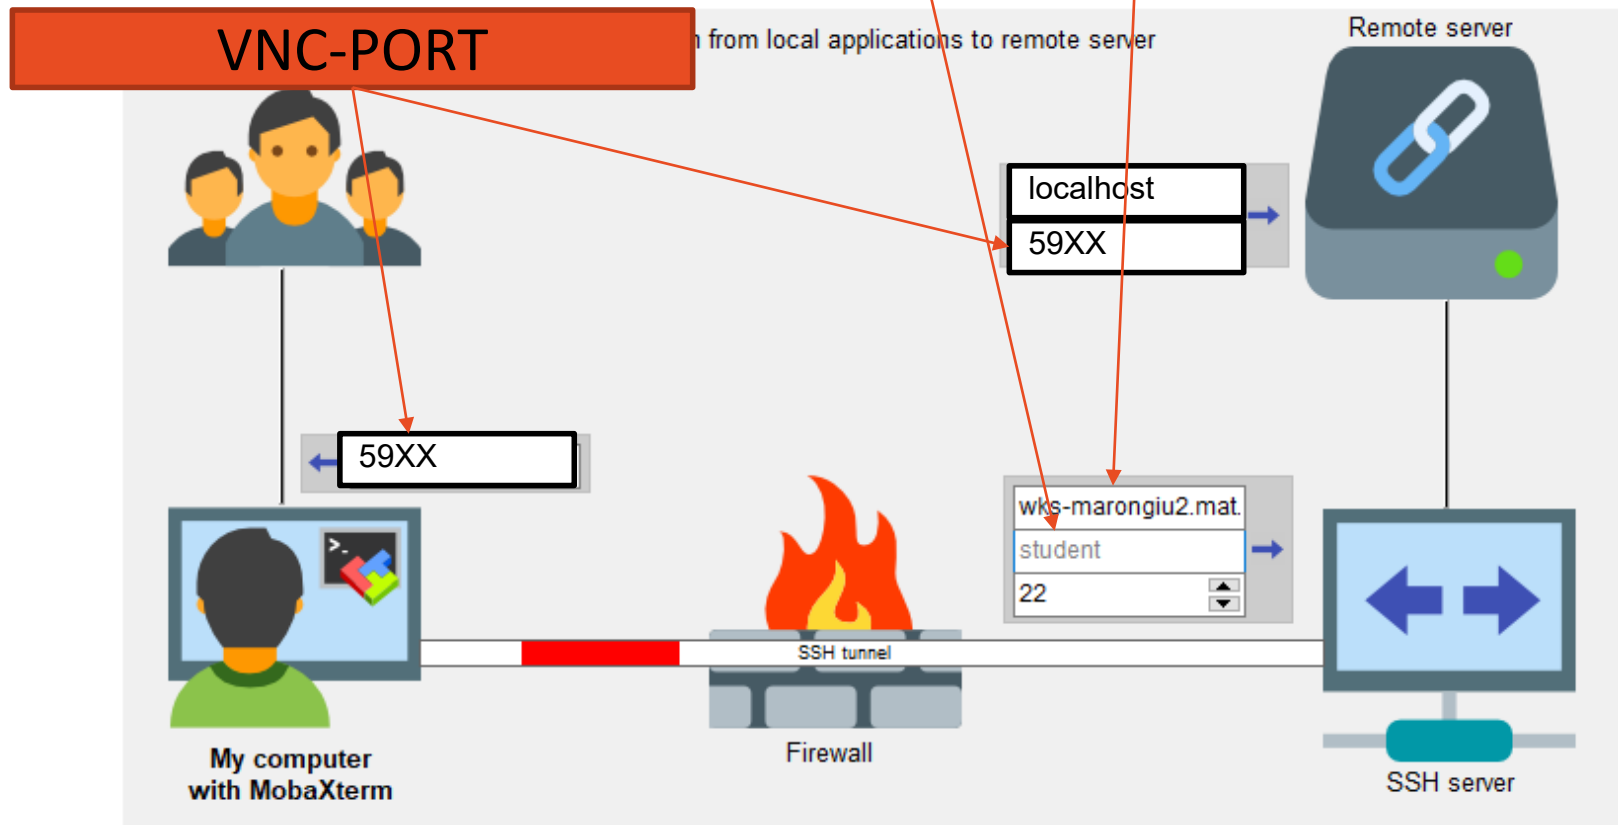 VNC-PORT
from local applications to remote server
Remote server
localhost
59XX
59XX
wks-marongiu2.mat.
student
22
>_
SSH tunnel
Firewall
My computer
with MobaXterm
SSH server